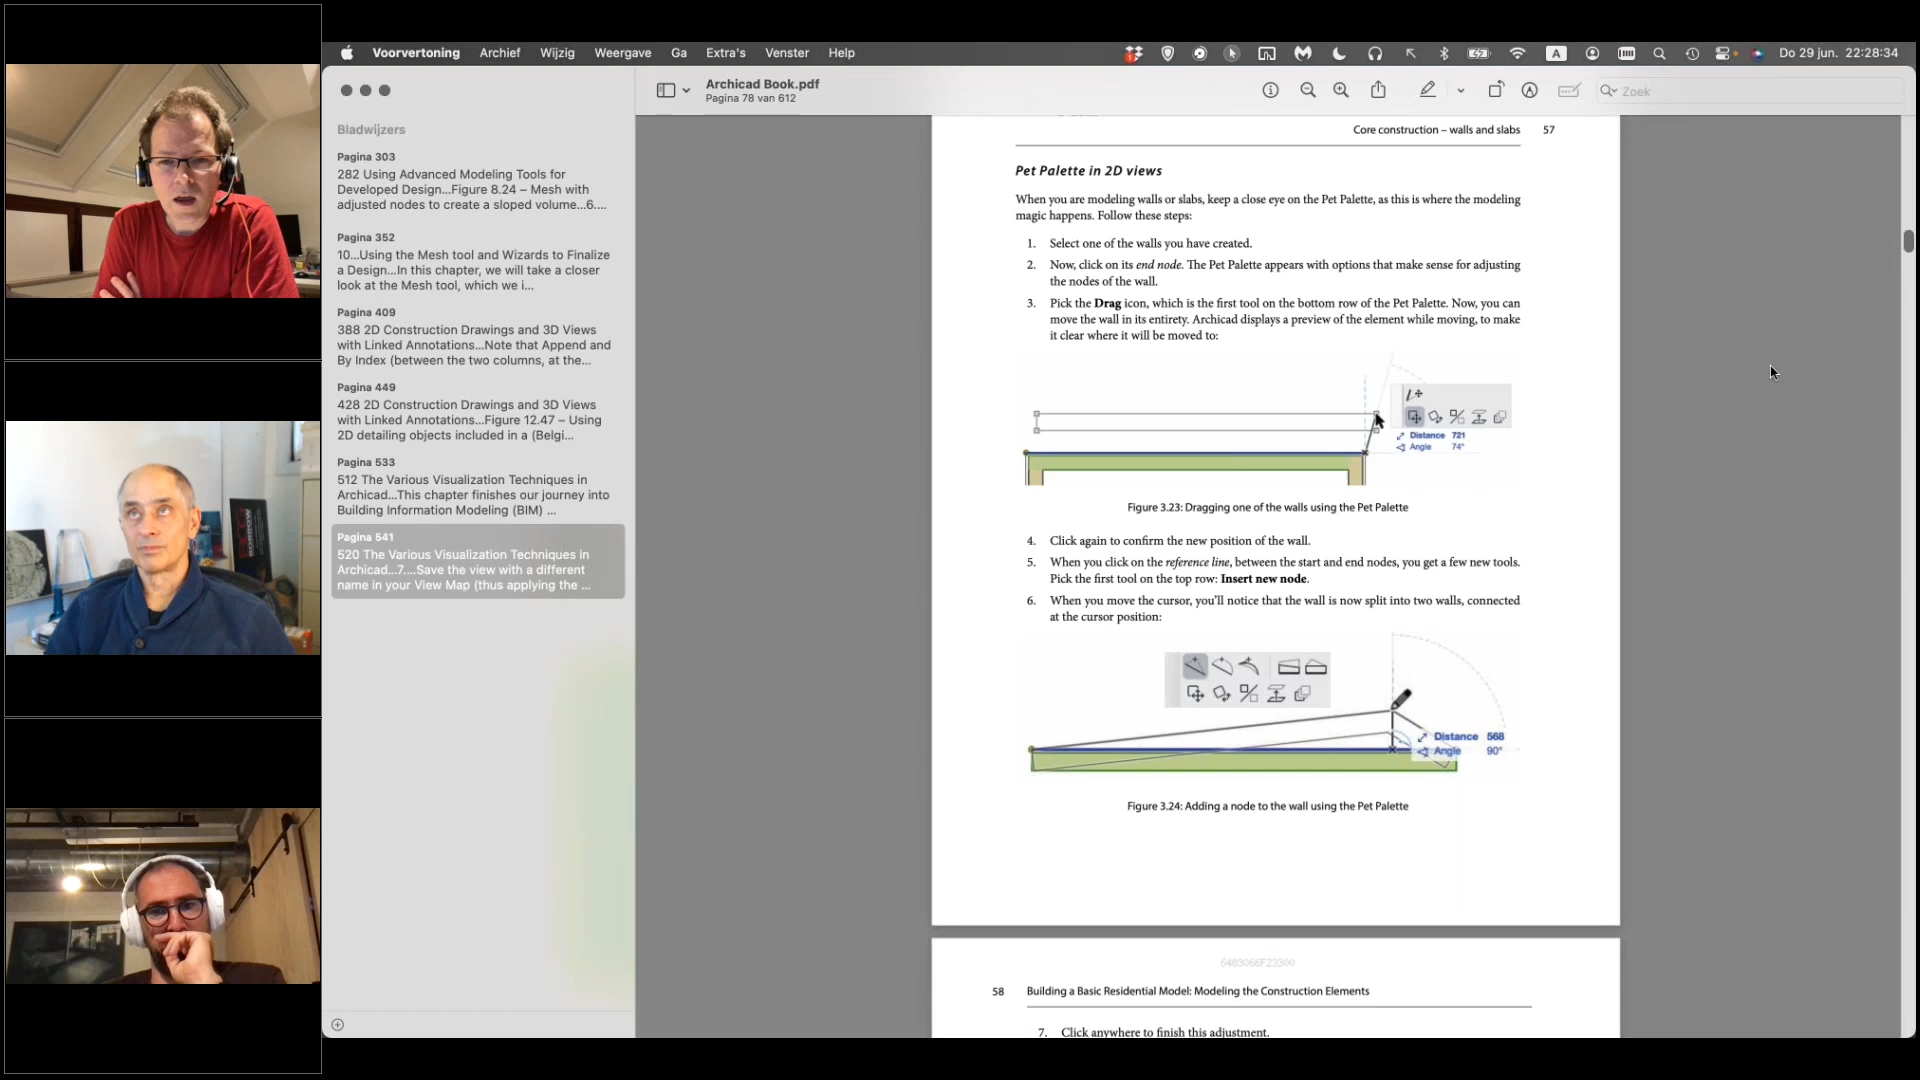 Voorvertoning Archief Wijzig Weergave Ga Extra's Venster Help
A
Do 29 jun. 22:28:34
Archicad Book.pdf
Pagina 78 van 612
Zoek
Bladwijzers
Pagina 303
282 Using Advanced Modeling Tools for
Developed Design...Figure 8.24 – Mesh with
adjusted nodes to create a sloped volume...6....
Pagina 352
10...Using the Mesh tool and Wizards to Finalize
a Design...In this chapter, we will take a closer
look at the Mesh tool, which we i...
Pagina 409
388 2D Construction Drawings and 3D Views
with Linked Annotations...Note that Append and
By Index (between the two columns, at the...
Pagina 449
428 2D Construction Drawings and 3D Views
with Linked Annotations...Figure 12.47 – Using
2D detailing objects included in a (Belgi...
Pagina 533
512 The Various Visualization Techniques in
Archicad...This chapter finishes our journey into
Building Information Modeling (BIM) ...
Pagina 541
520 The Various Visualization Techniques in
Archicad...7....Save the view with a different
name in your View Map (thus applying the ...
Core construction – walls and slabs 57
Pet Palette in 2D views
When you are modeling walls or slabs, keep a close eye on the Pet Palette, as this is where the modeling
magic happens. Follow these steps:
1. Select one of the walls you have created.
2. Now, click on its end node. The Pet Palette appears with options that make sense for adjusting
the nodes of the wall.
3. Pick the Drag icon, which is the first tool on the bottom row of the Pet Palette. Now, you can
move the wall in its entirety. Archicad displays a preview of the element while moving, to make
it clear where it will be moved to:
Distance 721
Angle 74°
Figure 3.23: Dragging one of the walls using the Pet Palette
4. Click again to confirm the new position of the wall.
5. When you click on the reference line, between the start and end nodes, you get a few new tools.
Pick the first tool on the top row: Insert new node.
6. When you move the cursor, you'll notice that the wall is now split into two walls, connected
at the cursor position:
Distance 568
Angle 90°
Figure 3.24: Adding a node to the wall using the Pet Palette
6483066F23300
58 Building a Basic Residential Model: Modeling the Construction Elements
7. Click anywhere to finish this adjustment.